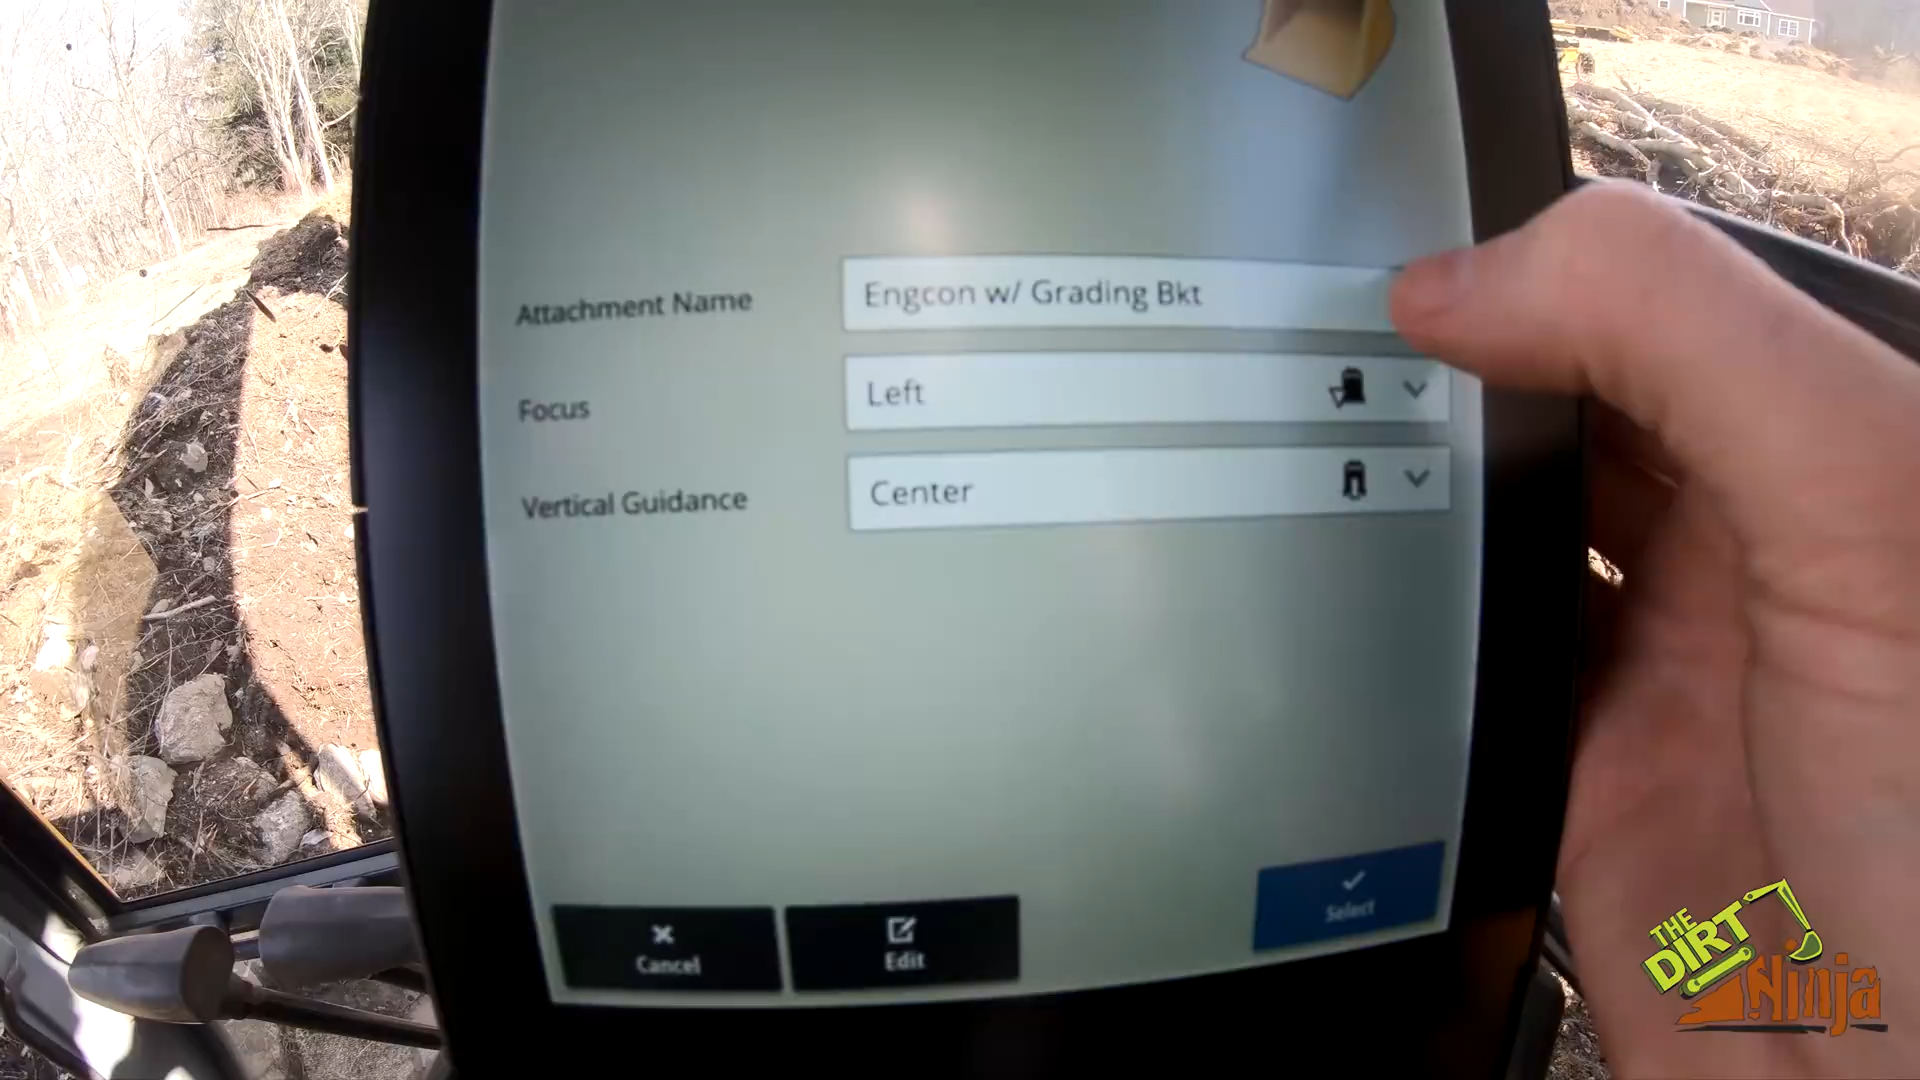 Attachment Name
Engcon w/ Grading Bkt
Focus
Left
Vertical Guidance
Center
Cancel
Edit
Select
THE
DIRT
Ninja